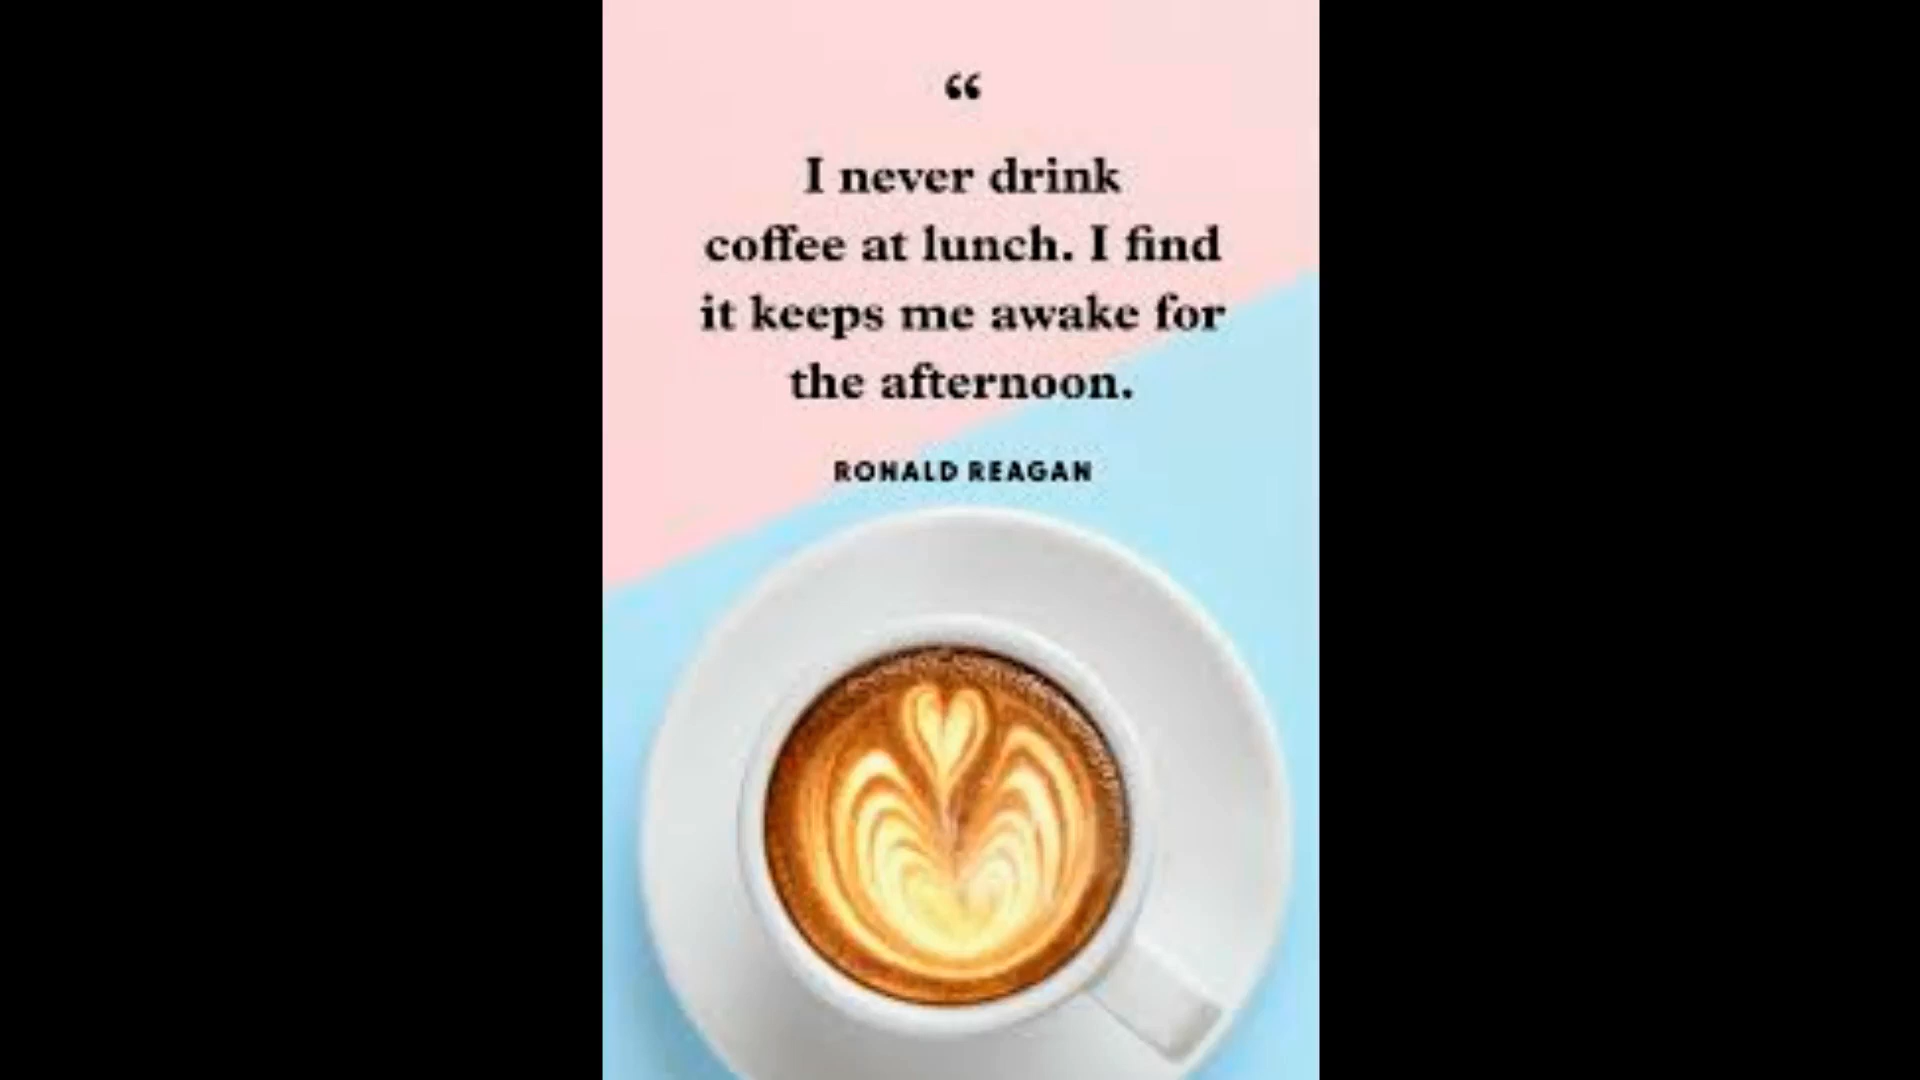 “
I never drink
coffee at lunch. I find
it keeps me awake for
the afternoon.
RONALD REAGAN